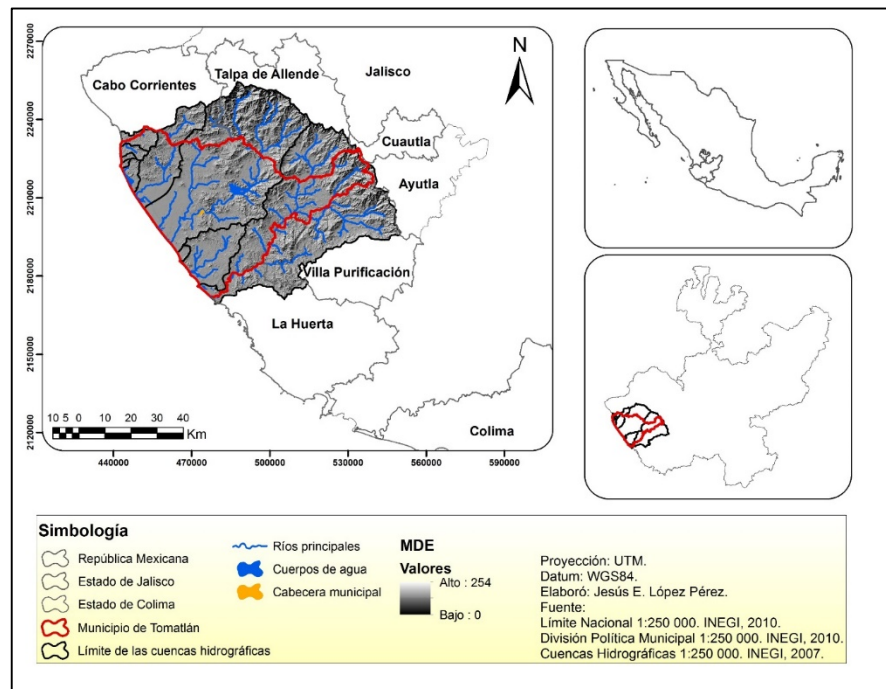 2270000
2240000
2210000
2180000
2150000
2120000
N
Talpa de Allende
Jalisco
Cabo Corrientes
Cuautla
Ayutla
Villa Purificación
La Huerta
Colima
10 5 0 10 20 30 40
Km
440000 470000 500000 530000 560000 590000
Simbología
República Mexicana
Estado de Jalisco
Estado de Colima
Municipio de Tomatlán
Límite de las cuencas hidrográficas
Ríos principales
Cuerpos de agua
Cabecera municipal
MDE
Valores
Alto : 254
Bajo : 0
Proyección: UTM.
Datum: WGS84.
Elaboró: Jesús E. López Pérez.
Fuente:
Límite Nacional 1:250 000. INEGI, 2010.
División Política Municipal 1:250 000. INEGI, 2010.
Cuencas Hidrográficas 1:250 000. INEGI, 2007.